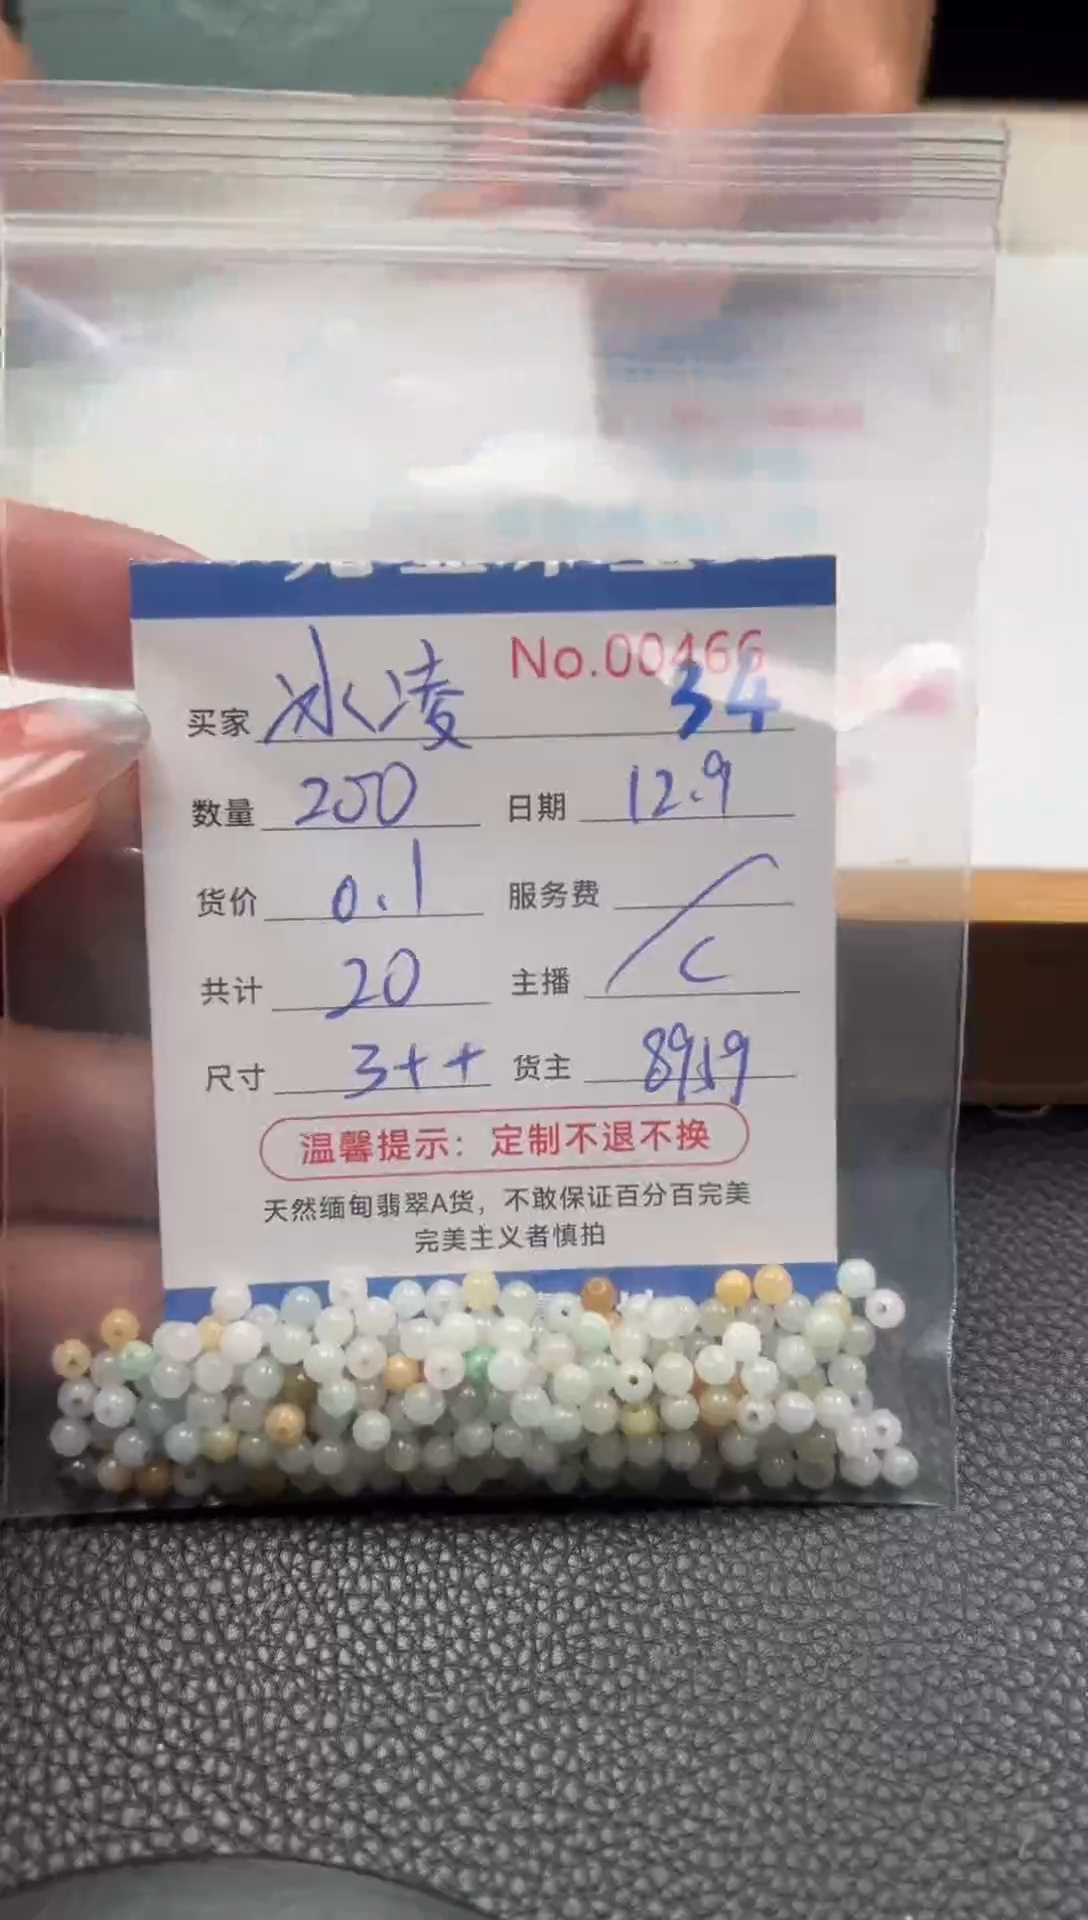 No.00466
买家 冰凌 34
数量 200 日期 12.9
货价 0.1 服务费 /
共计 20 主播 C
尺寸 3++ 货主
温馨提示：定制不退不换
天然缅甸翡翠A货，不敢保证百分百完美
完美主义者慎拍